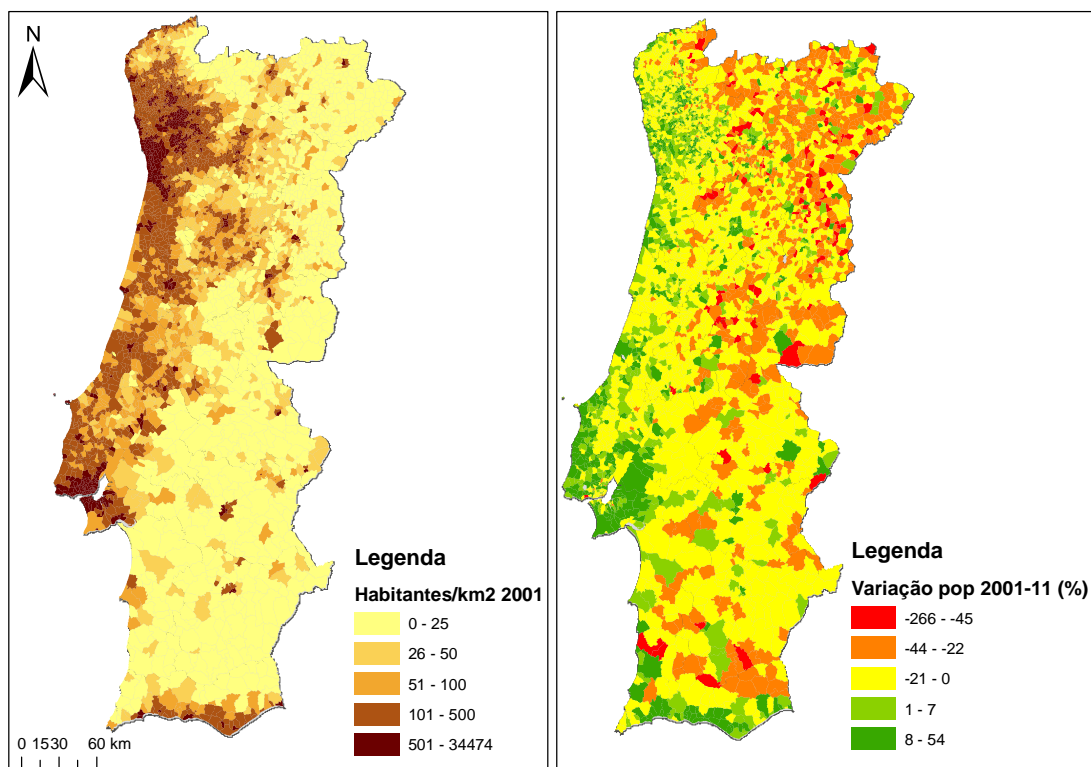 N
Legenda
Habitantes/km2 2001
0 - 25
26 - 50
51 - 100
101 - 500
501 - 34474
0 1530 60 km
Legenda
Variação pop 2001-11 (%)
-266 - -45
-44 - -22
-21 - 0
1 - 7
8 - 54